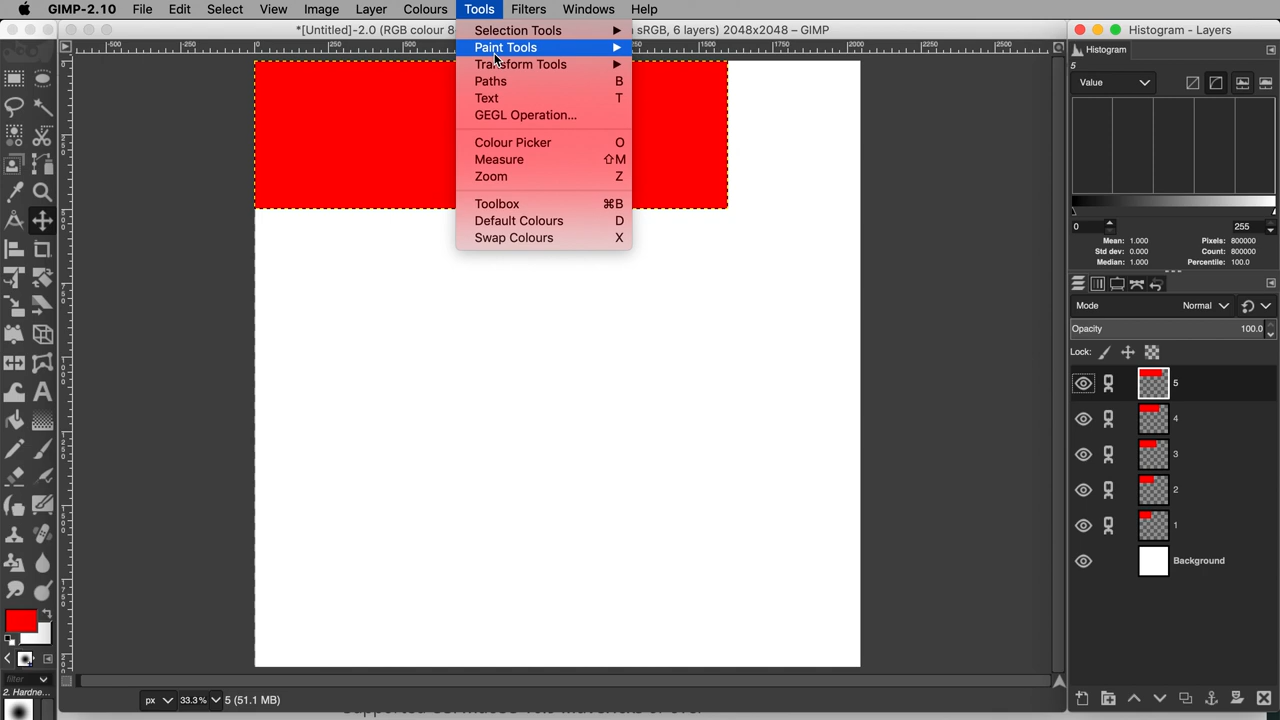 GIMP-2.10 File Edit Select View Image Layer Colours Tools Filters Windows Help
*[Untitled]-2.0 (RGB colour 8 sRGB, 6 layers) 2048x2048 – GIMP
Histogram - Layers
Selection Tools
Paint Tools
Transform Tools
Paths B
Text T
GEGL Operation...
Colour Picker O
Measure ⇧M
Zoom Z
Toolbox ⌘B
Default Colours D
Swap Colours X
Histogram
5
Value
0 255
Mean: 1.000 Pixels: 800000
Std dev: 0.000 Count: 800000
Median: 1.000 Percentile: 100.0
Mode Normal
Opacity 100.0
Lock:
5
4
3
2
1
Background
filter
2. Hardne...
px 33.3% 5 (51.1 MB)